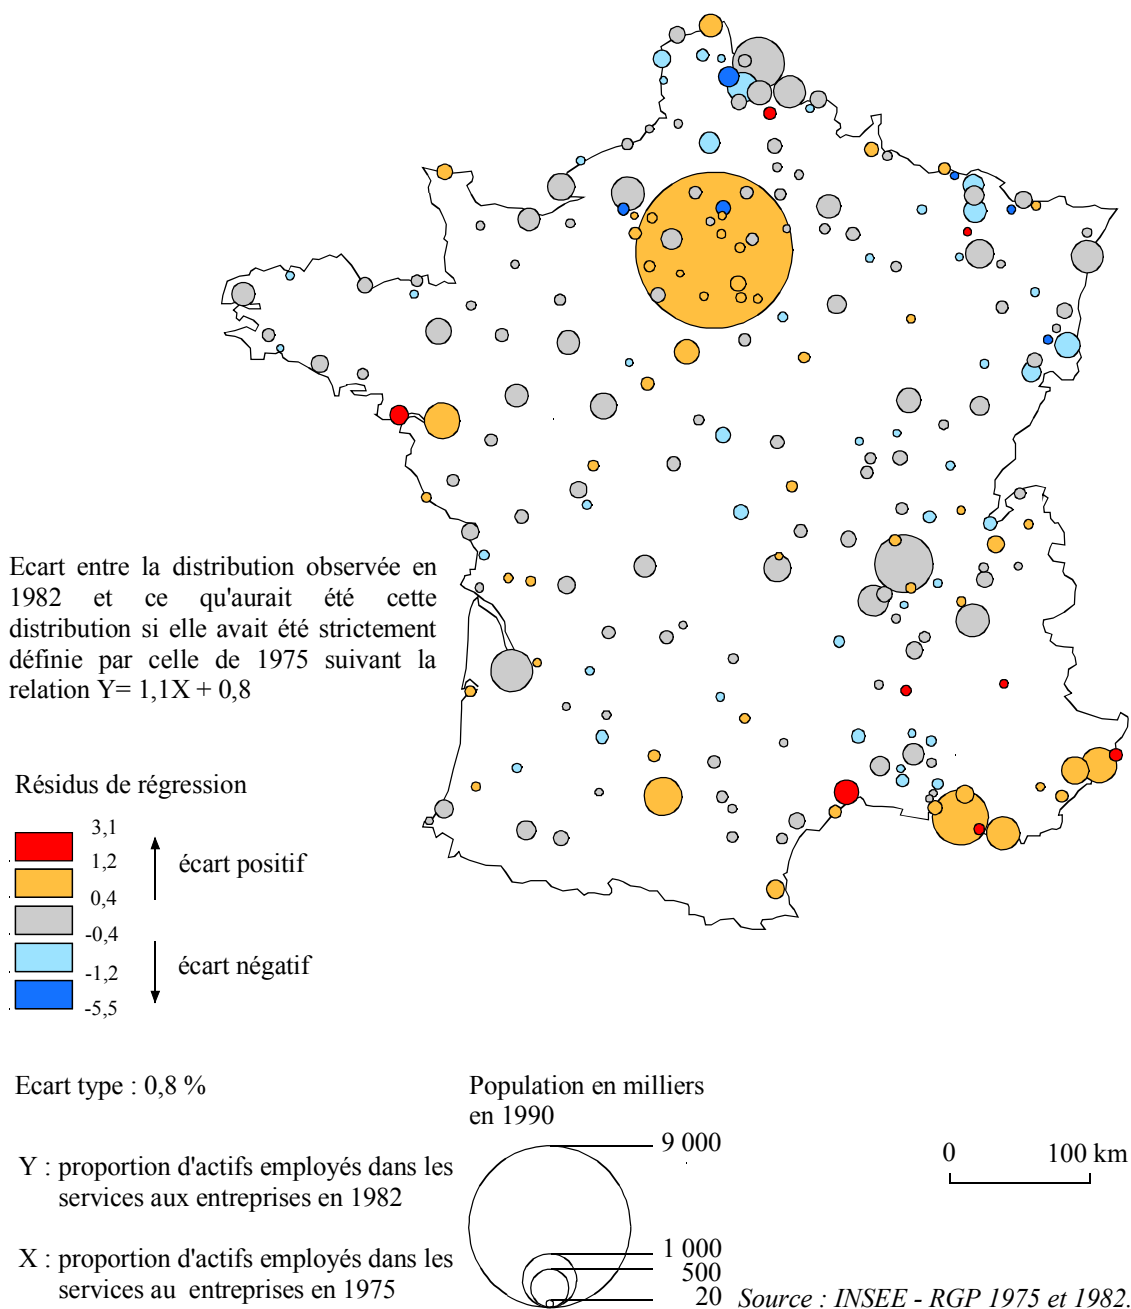 Ecart entre la distribution observée en
1982 et ce qu'aurait été cette
distribution si elle avait été strictement
définie par celle de 1975 suivant la
relation Y= 1,1X + 0,8
Résidus de régression
3,1
1,2
0,4
-0,4
-1,2
-5,5
écart positif
écart négatif
Ecart type : 0,8 %
Y : proportion d'actifs employés dans les
services aux entreprises en 1982
X : proportion d'actifs employés dans les
services au entreprises en 1975
Population en milliers
en 1990
9 000
1 000
500
20
0 100 km
Source : INSEE - RGP 1975 et 1982.